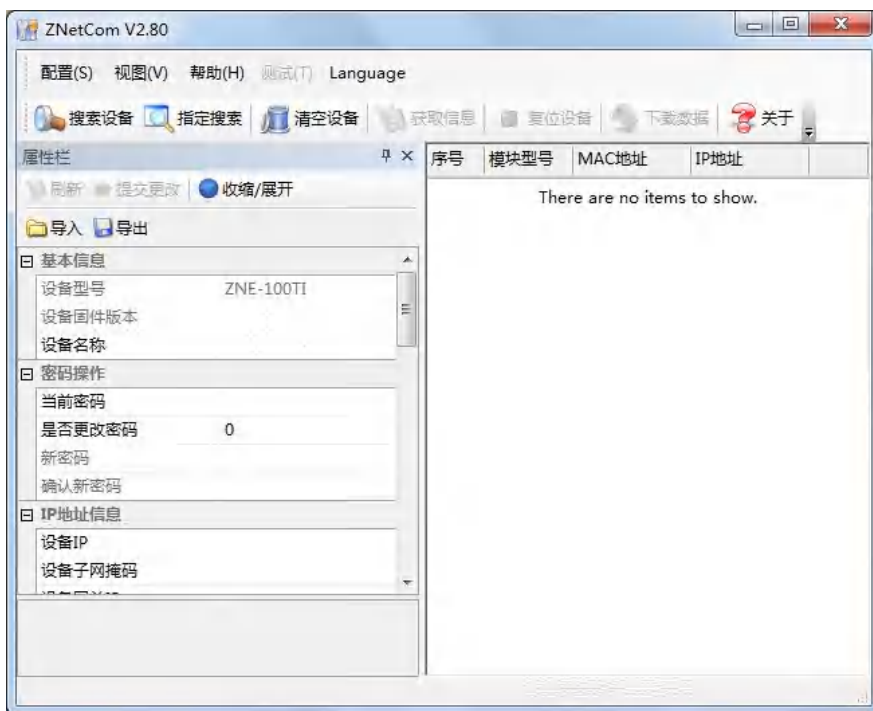 ZNetCom V2.80
配置(S) 视图(V) 帮助(H) 测试(T) Language
搜索设备 指定搜索 清空设备 获取信息 复位设备 下载数据 关于
属性栏
序号 模块型号 MAC地址 IP地址
刷新 提交更改 收缩/展开
There are no items to show.
导入 导出
基本信息
设备型号 ZNE-100TI
设备固件版本
设备名称
密码操作
当前密码
是否更改密码 0
新密码
确认新密码
IP地址信息
设备IP
设备子网掩码